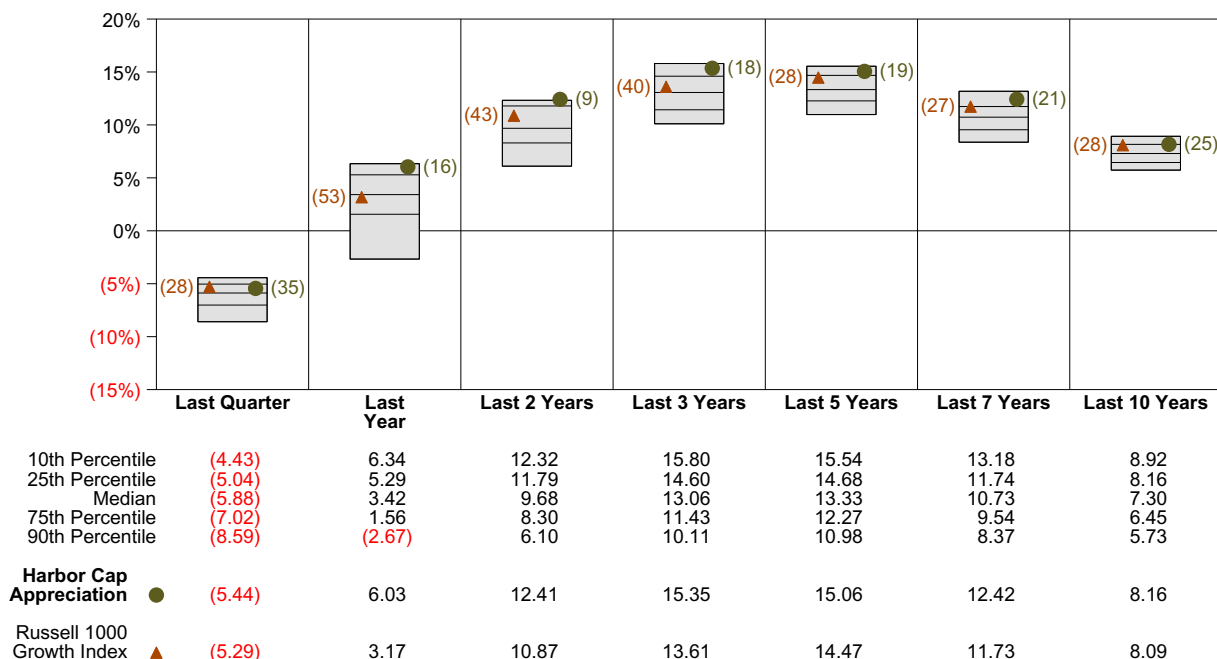 20%
15%
10%
5%
0%
(5%)
(10%)
(15%)
(28) (35)
(53) (16)
(43) (9)
(40) (18)
(28) (19)
(27) (21)
(28) (25)
Last Quarter Last Year Last 2 Years Last 3 Years Last 5 Years Last 7 Years Last 10 Years
10th Percentile (4.43) 6.34 12.32 15.80 15.54 13.18 8.92
25th Percentile (5.04) 5.29 11.79 14.60 14.68 11.74 8.16
Median (5.88) 3.42 9.68 13.06 13.33 10.73 7.30
75th Percentile (7.02) 1.56 8.30 11.43 12.27 9.54 6.45
90th Percentile (8.59) (2.67) 6.10 10.11 10.98 8.37 5.73
Harbor Cap
Appreciation (5.44) 6.03 12.41 15.35 15.06 12.42 8.16
Russell 1000
Growth Index (5.29) 3.17 10.87 13.61 14.47 11.73 8.09